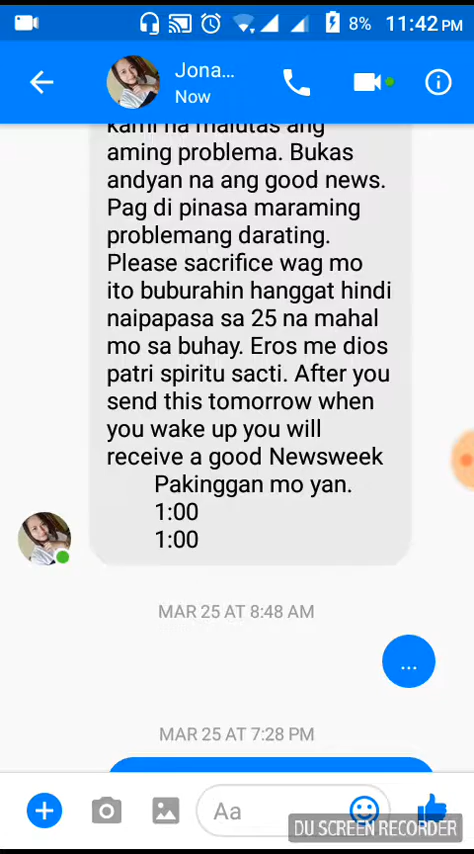 8% 11:42 PM
Jona...
Now
kami na malutas ang
aming problema. Bukas
andyan na ang good news.
Pag di pinasa maraming
problemang darating.
Please sacrifice wag mo
ito buburahin hanggat hindi
naipapasa sa 25 na mahal
mo sa buhay. Eros me dios
patri spiritu sacti. After you
send this tomorrow when
you wake up you will
receive a good Newsweek
Pakinggan mo yan.
1:00
1:00
MAR 25 AT 8:48 AM
...
MAR 25 AT 7:28 PM
Aa
DU SCREEN RECORDER